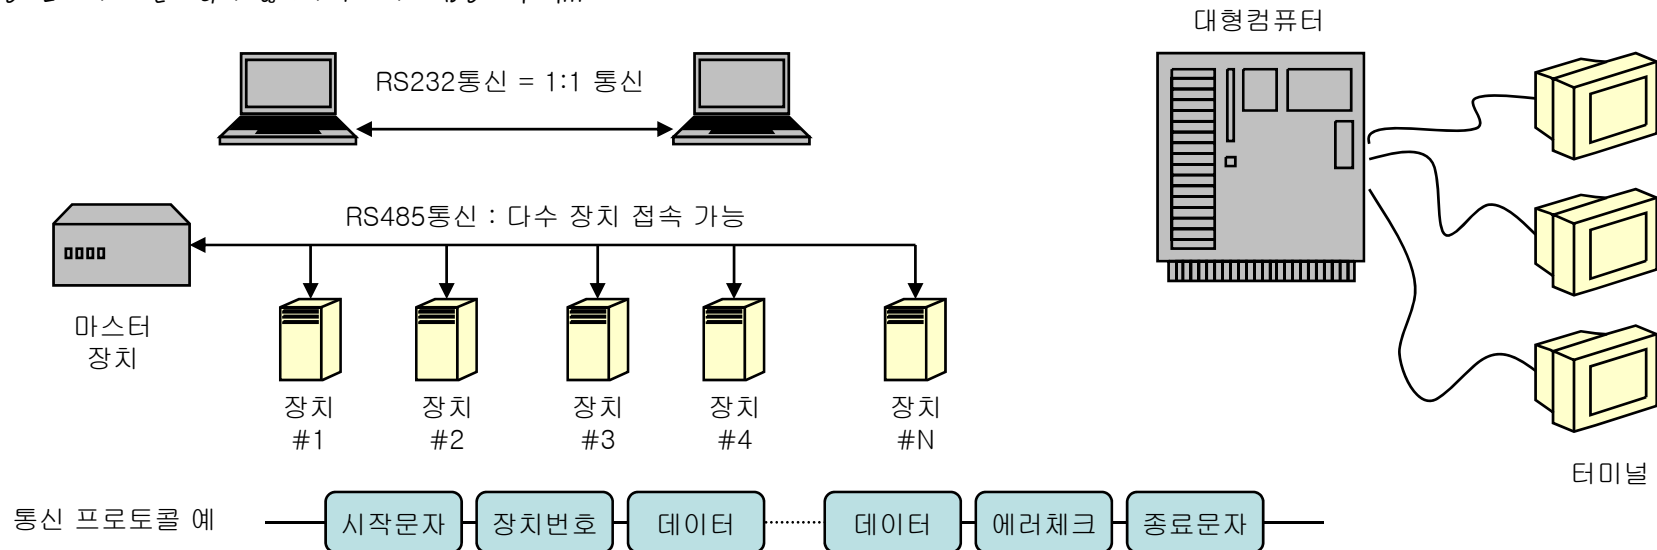 대형컴퓨터
RS232통신 = 1:1 통신
RS485통신 : 다수 장치 접속 가능
마스터
장치
장치
#1
장치
#2
장치
#3
장치
#4
장치
#N
터미널
통신 프로토콜 예
시작문자
장치번호
데이터
데이터
에러체크
종료문자